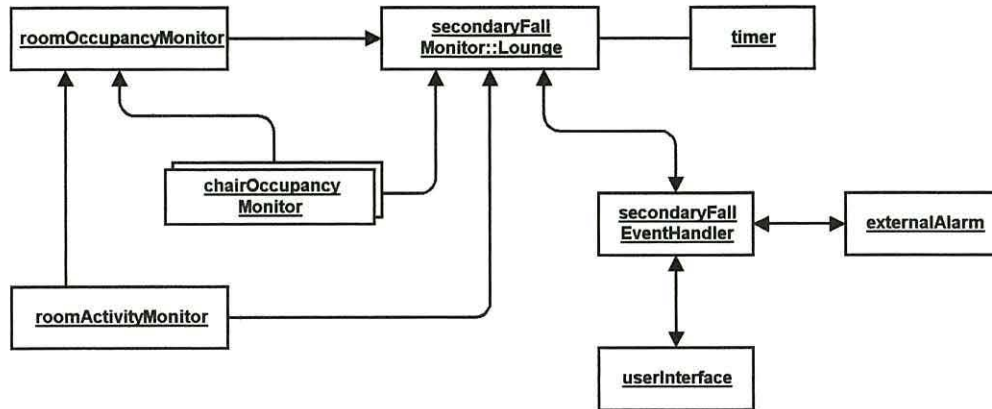 roomOccupancyMonitor
secondaryFall
Monitor::Lounge
timer
chairOccupancy
Monitor
secondaryFall
EventHandler
externalAlarm
roomActivityMonitor
userInterface